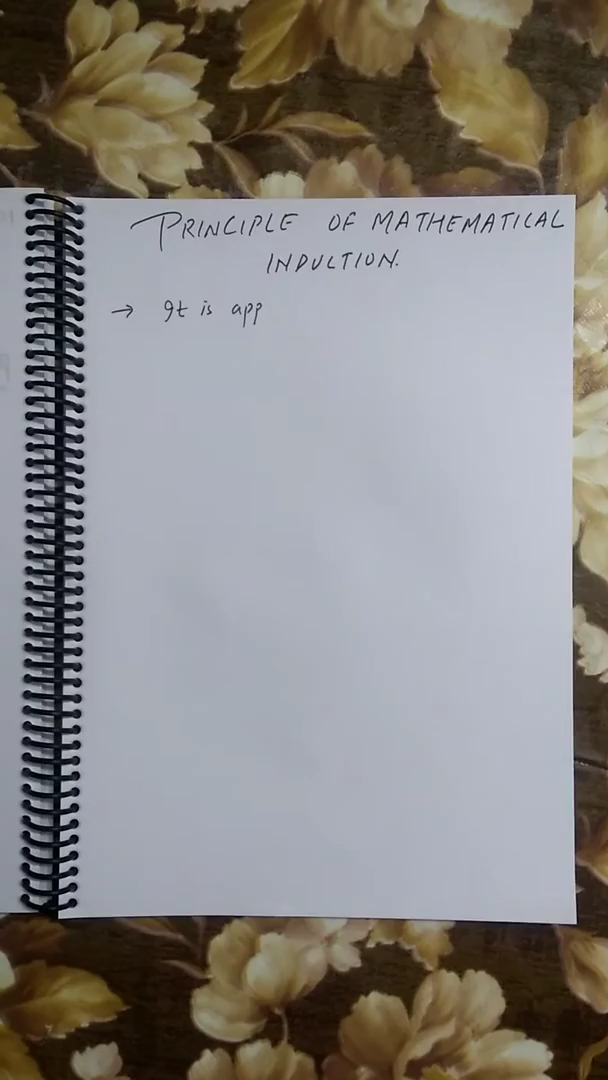 PRINCIPLE OF MATHEMATICAL
INDUCTION.
→ It is app